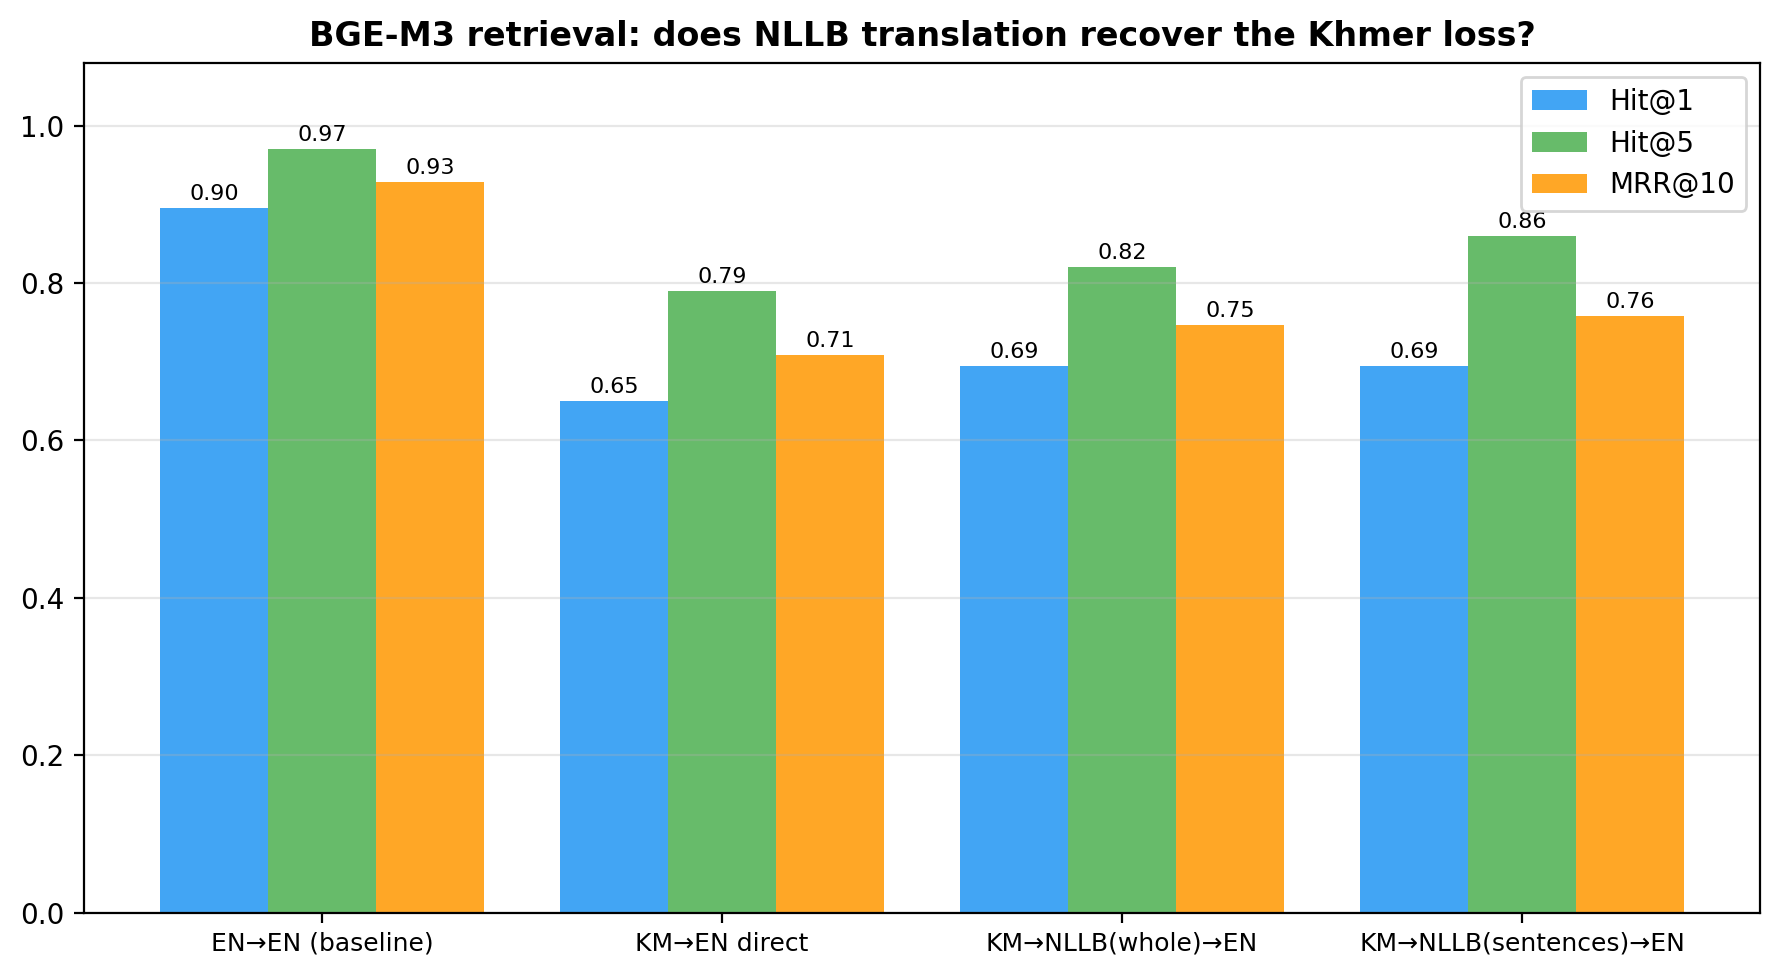 BGE-M3 retrieval: does NLLB translation recover the Khmer loss?
Hit@1
Hit@5
MRR@10
1.0
0.8
0.6
0.4
0.2
0.0
0.90
0.97
0.93
0.65
0.79
0.71
0.69
0.82
0.75
0.69
0.86
0.76
EN→EN (baseline)
KM→EN direct
KM→NLLB(whole)→EN
KM→NLLB(sentences)→EN